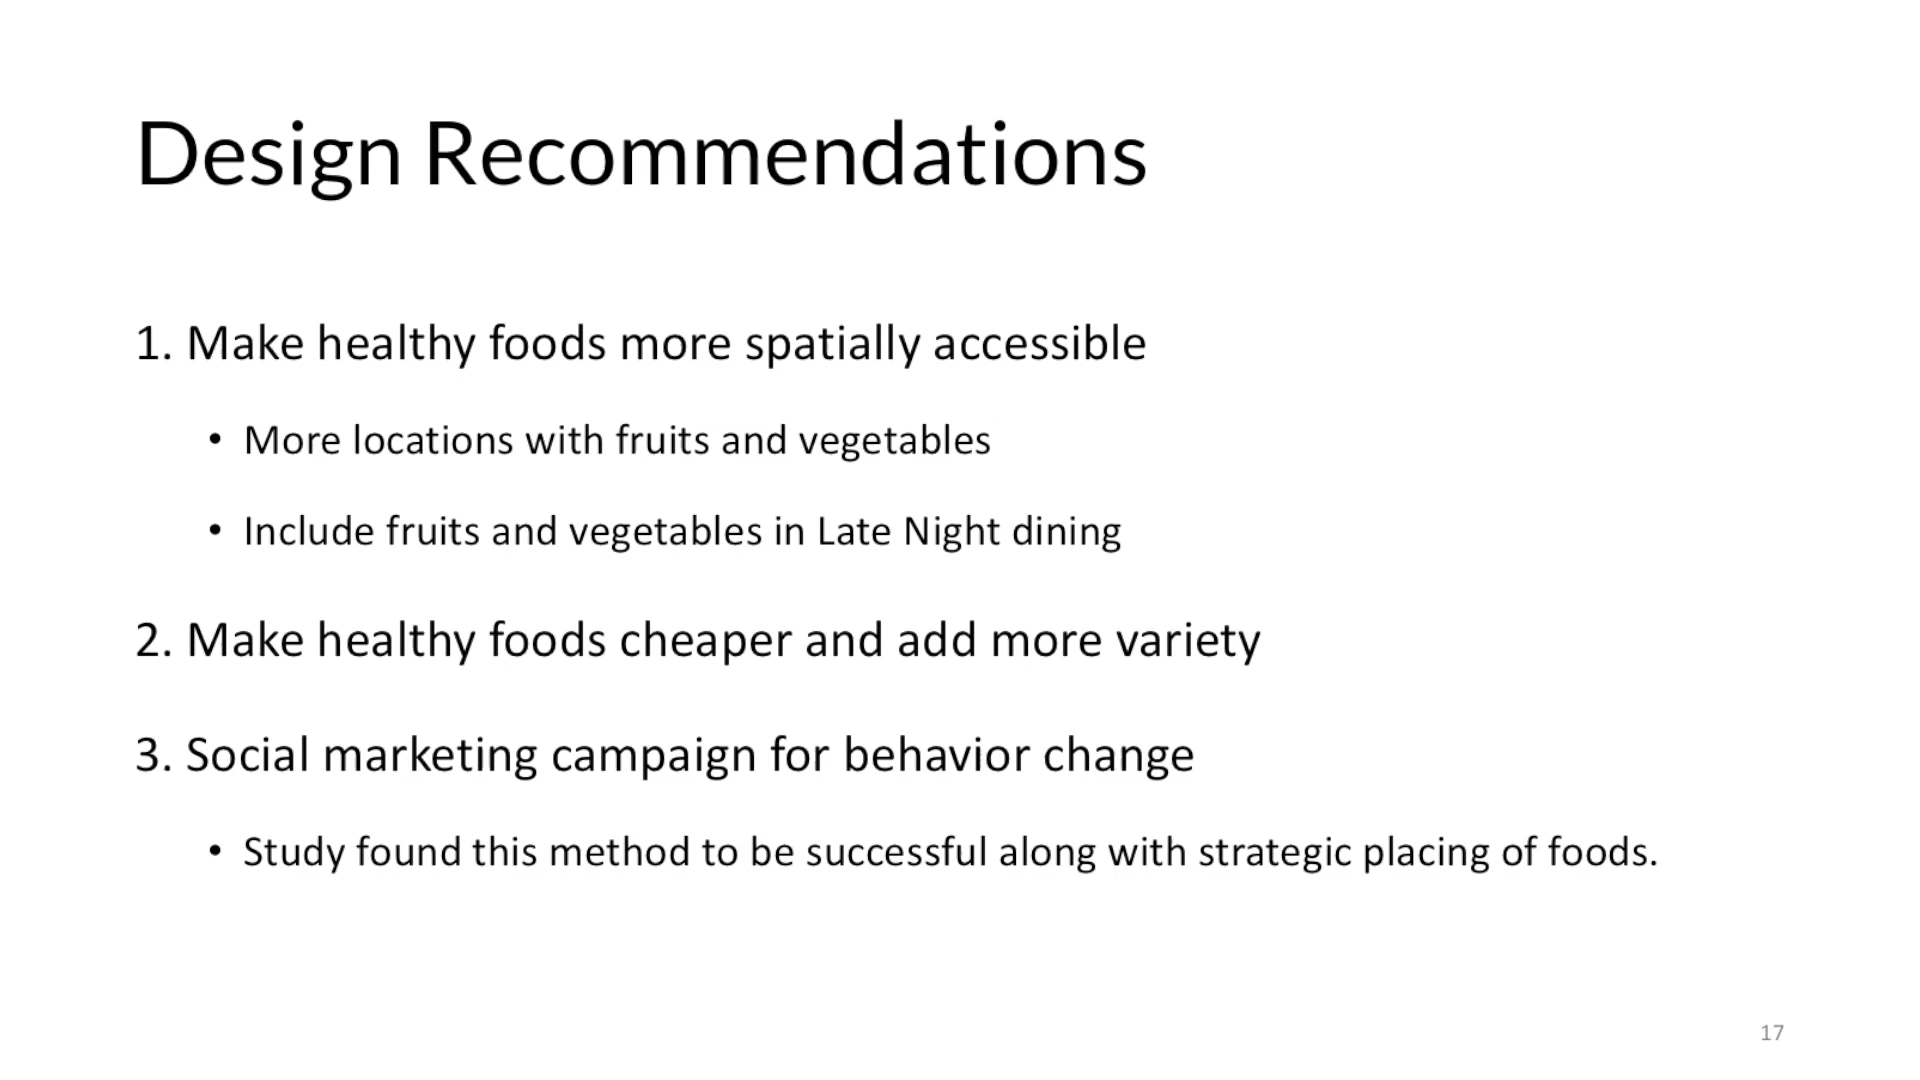 Design Recommendations
1. Make healthy foods more spatially accessible
• More locations with fruits and vegetables
• Include fruits and vegetables in Late Night dining
2. Make healthy foods cheaper and add more variety
3. Social marketing campaign for behavior change
• Study found this method to be successful along with strategic placing of foods.
17